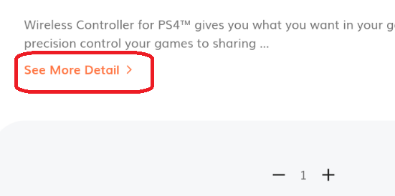 Wireless Controller for PS4™ gives you what you want in your
precision control your games to sharing ...
See More Detail >
— 1 +